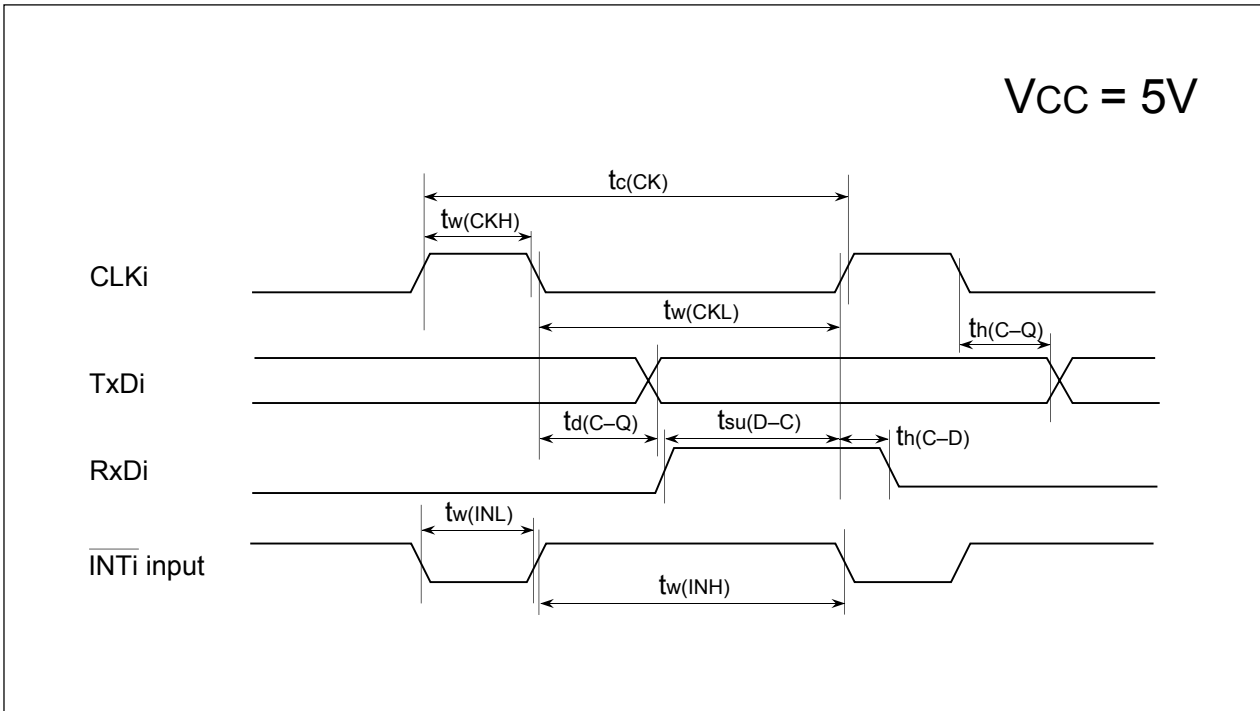 VCC = 5V
tc(CK)
tw(CKH)
CLKi
tw(CKL)
th(C–Q)
TxDi
td(C–Q)
tsu(D–C)
th(C–D)
RxDi
tw(INL)
INTi input
tw(INH)